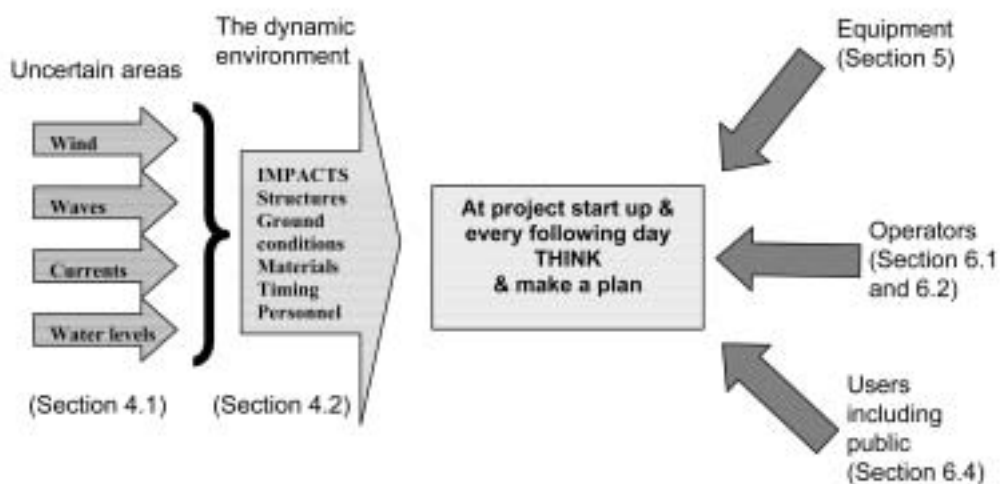 Uncertain areas
Wind
Waves
Currents
Water levels
(Section 4.1)
The dynamic
environment
IMPACTS
Structures
Ground
conditions
Materials
Timing
Personnel
(Section 4.2)
At project start up &
every following day
THINK
& make a plan
Equipment
(Section 5)
Operators
(Section 6.1
and 6.2)
Users
including
public
(Section 6.4)